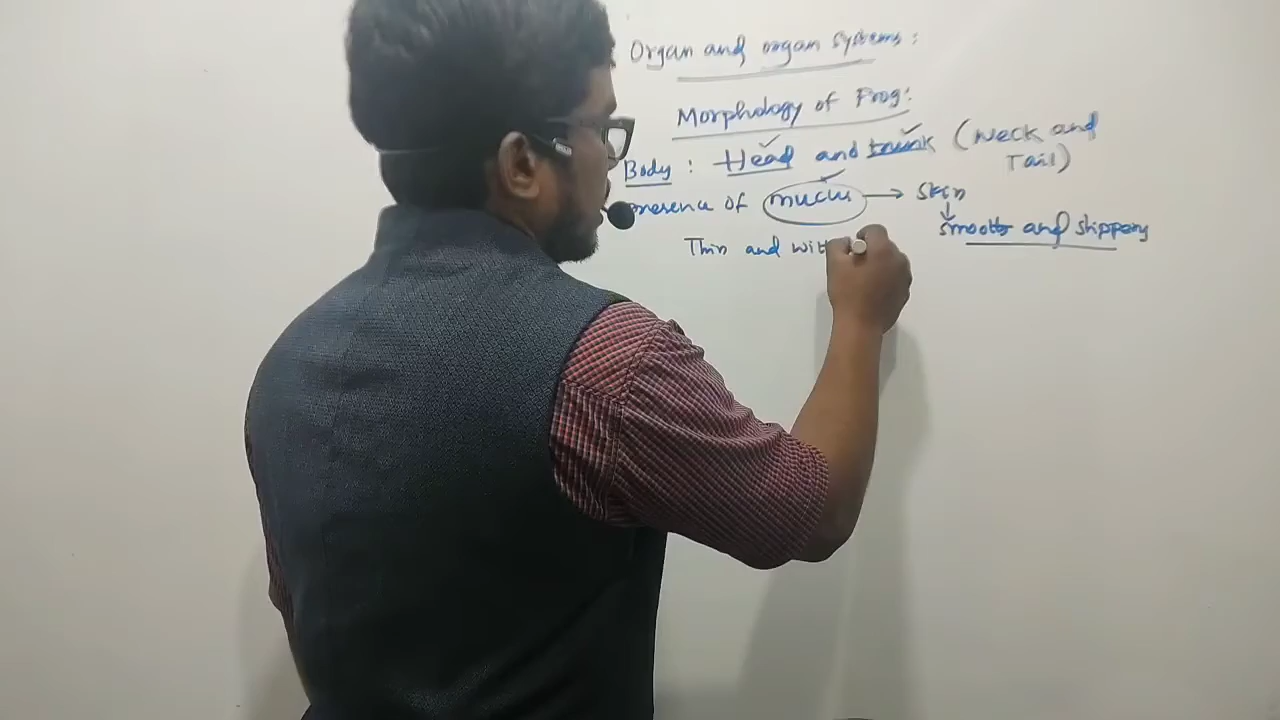 Organ and organ systems:
Morphology of Frog:
Body : Head and trunk (Neck and Tail)
presence of mucus → skin
smooth and slippery
Thin and wit